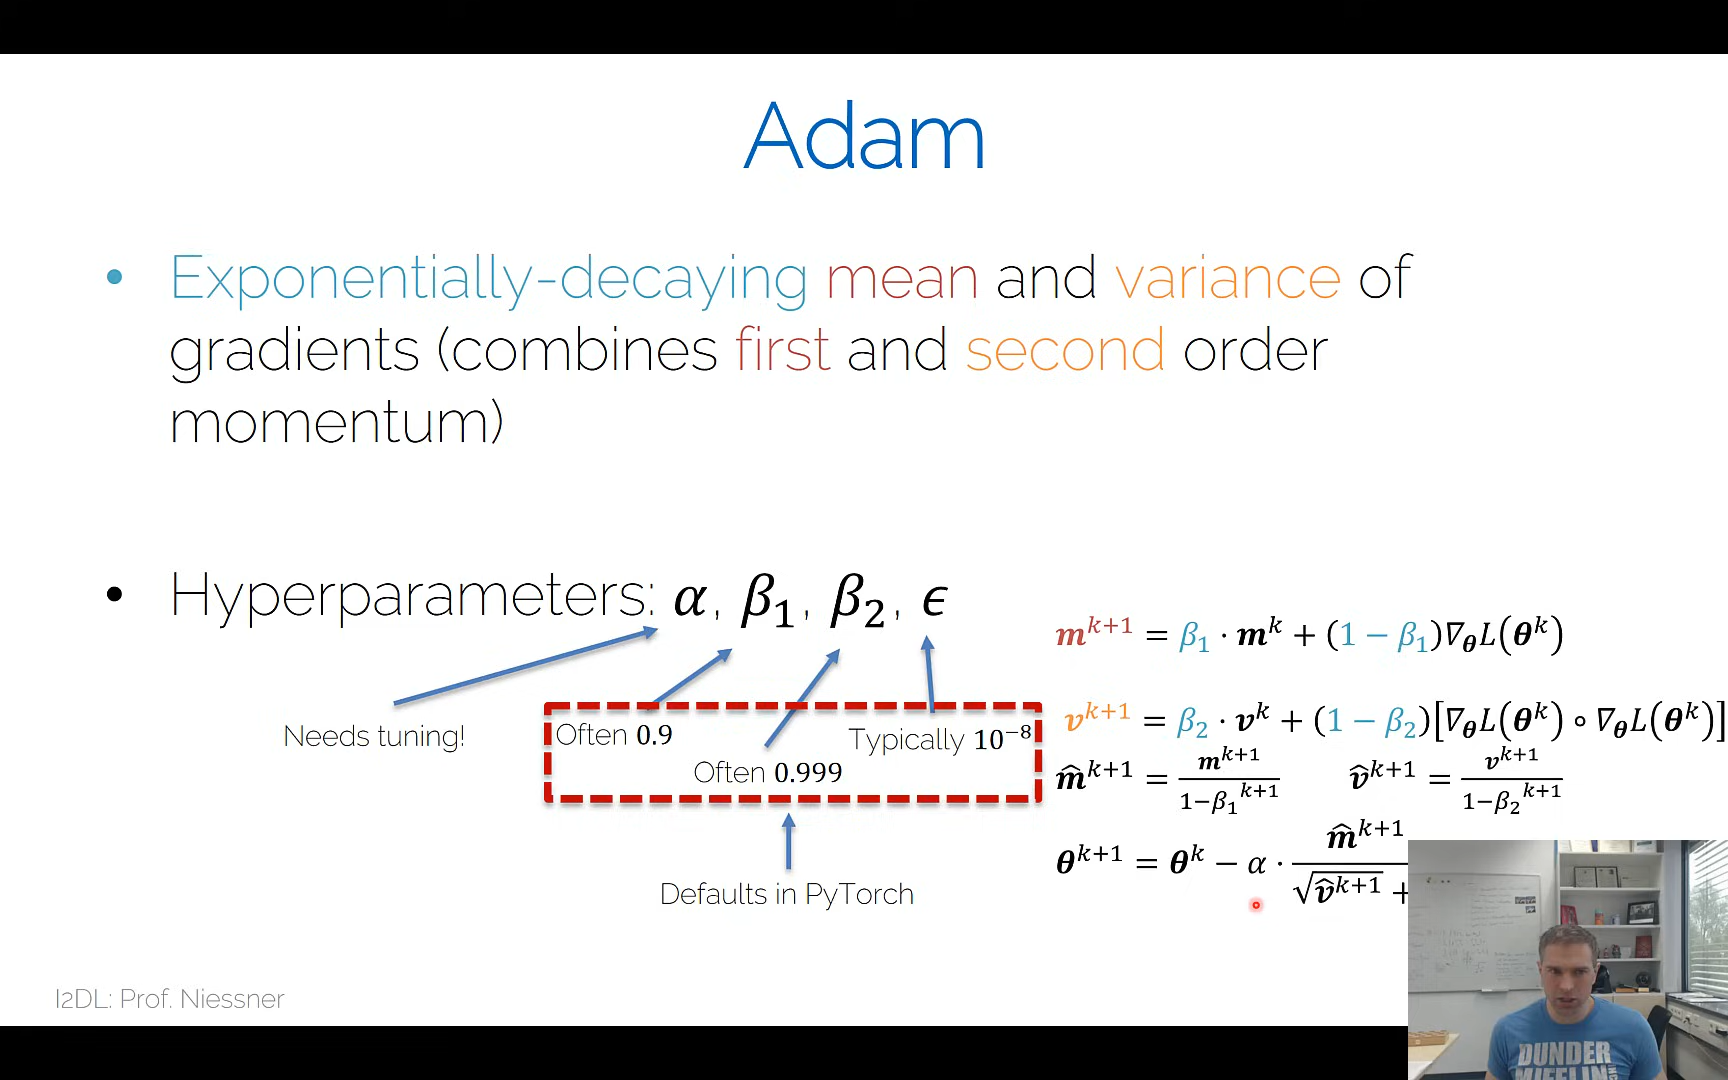 Adam
• Exponentially-decaying mean and variance of
gradients (combines first and second order
momentum)
• Hyperparameters: α, β₁, β₂, ϵ
Needs tuning!
Often 0.9
Often 0.999
Typically 10⁻⁸
Defaults in PyTorch
m^{k+1} = β₁ · m^k + (1 − β₁)∇_θL(θ^k)
v^{k+1} = β₂ · v^k + (1 − β₂)[∇_θL(θ^k) ∘ ∇_θL(θ^k)]
m̂^{k+1} = m^{k+1} / (1−β₁^{k+1}) v̂^{k+1} = v^{k+1} / (1−β₂^{k+1})
θ^{k+1} = θ^k − α · m̂^{k+1} / √v̂^{k+1} +
I2DL: Prof. Niessner
DUNDER
MIFFLIN